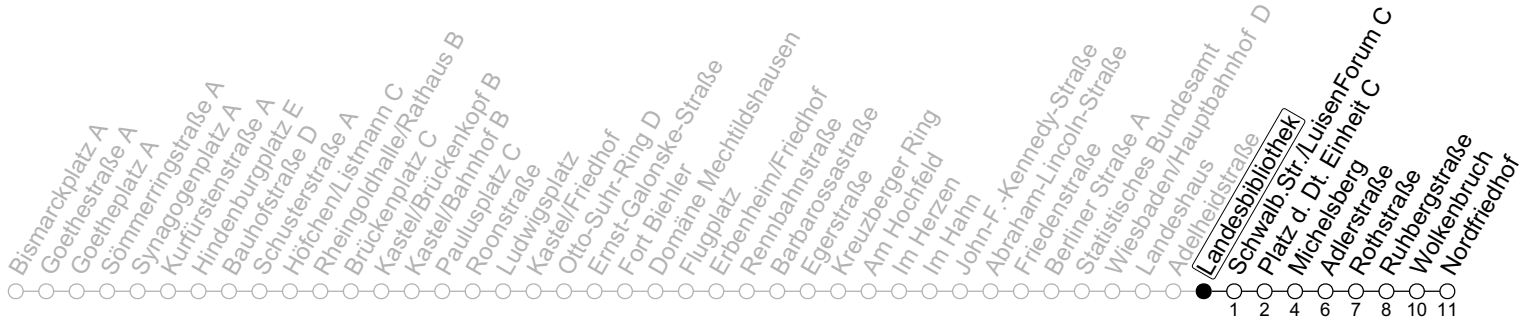 Bismarckplatz A
Goethestraße A
Goetheplatz A
Sömmerringstraße A
Synagogenplatz A
Kurfürstenstraße A
Hindenburgplatz E
Bauhofstraße D
Schusterstraße A
Höfchen/Listmann C
Rheingoldhalle/Rathaus B
Brückenplatz C
Kastel/Brückenkopf B
Kastel/Bahnhof B
Paulusplatz C
Roonstraße
Ludwigsplatz
Kastel/Friedhof
Otto-Suhr-Ring D
Ernst-Galonske-Straße
Fort Biehler
Domäne Mechtildshausen
Flugplatz
Erbenheim/Friedhof
Rennbahnstraße
Barbarossastraße
Egerstraße
Kreuzberger Ring
Am Hochfeld
Im Herzen
Im Hahn
John-F.-Kennedy-Straße
Abraham-Lincoln-Straße
Friedenstraße
Berliner Straße A
Statistisches Bundesamt
Wiesbaden/Hauptbahnhof D
Landeshaus
Adelheidstraße
Landesbibliothek
Schwalb.Str./LuisenForum C
Platz d. Dt. Einheit C
Michelsberg
Adlerstraße
Rothstraße
Ruhbergstraße
Wolkenbruch
Nordfriedhof
1 2 4 6 7 8 10 11